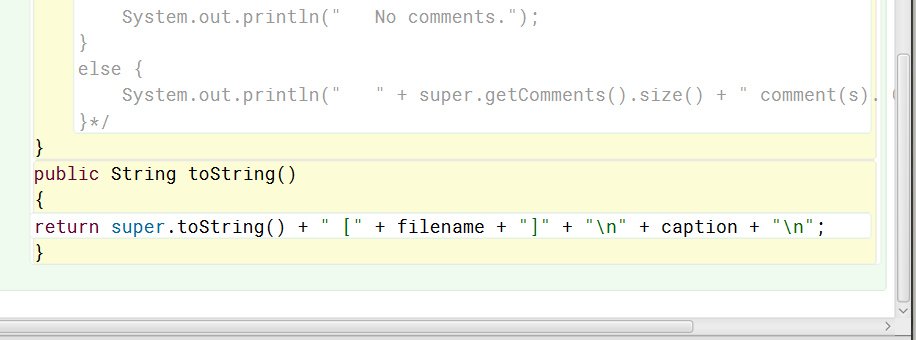 System.out.println("   No comments.");
    }
    else {
        System.out.println("   " + super.getComments().size() + " comment(s).
    }*/
}
public String toString()
{
return super.toString() + " [" + filename + "]" + "\n" + caption + "\n";
}